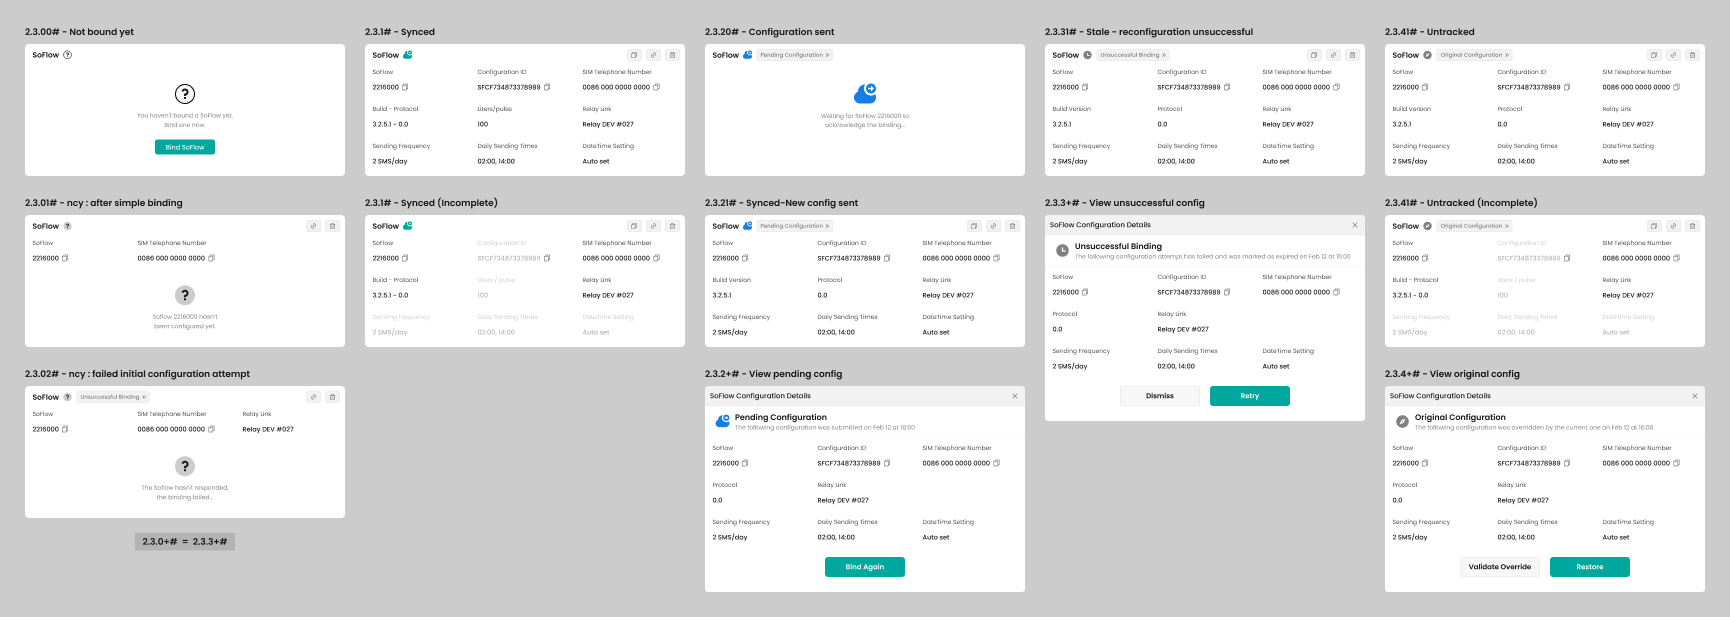 2.3.00# - Not bound yet
SoFlow ?
?
You haven't bound a SoFlow yet.
Bind one now.
Bind SoFlow
2.3.01# - ncy : after simple binding
SoFlow ?
SoFlow SIM Telephone Number
2216000 0086 000 0000 0000
?
Soflow 2216000 hasn't
been configured yet.
2.3.02# - ncy : failed initial configuration attempt
SoFlow ? Unsuccessful Binding »
SoFlow SIM Telephone Number Relay Link
2216000 0086 000 0000 0000 Relay DEV #027
?
The Soflow hasn't responded,
the binding failed...
2.3.0+# = 2.3.3+#
2.3.1# - Synced
SoFlow
SoFlow Configuration ID SIM Telephone Number
2216000 SFCF734873378989 0086 000 0000 0000
Build - Protocol Liters/pulse Relay Link
3.2.5.1 - 0.0 100 Relay DEV #027
Sending Frequency Daily Sending Times DateTime Setting
2 SMS/day 02:00, 14:00 Auto set
2.3.1# - Synced (Incomplete)
SoFlow
SoFlow Configuration ID SIM Telephone Number
2216000 SFCF734873378989 0086 000 0000 0000
Build - Protocol Liters / pulse Relay Link
3.2.5.1 - 0.0 100 Relay DEV #027
Sending Frequency Daily Sending Times DateTime Setting
2 SMS/day 02:00, 14:00 Auto set
2.3.20# - Configuration sent
SoFlow Pending Configuration »
Waiting for SoFlow 2216000 to
acknowledge the binding...
2.3.21# - Synced-New config sent
SoFlow Pending Configuration »
SoFlow Configuration ID SIM Telephone Number
2216000 SFCF734873378989 0086 000 0000 0000
Build Version Protocol Relay Link
3.2.5.1 0.0 Relay DEV #027
Sending Frequency Daily Sending Times DateTime Setting
2 SMS/day 02:00, 14:00 Auto set
2.3.2+# - View pending config
SoFlow Configuration Details
Pending Configuration
The following configuration was submitted on Feb 12 at 16:00
SoFlow Configuration ID SIM Telephone Number
2216000 SFCF734873378989 0086 000 0000 0000
Protocol Relay Link
0.0 Relay DEV #027
Sending Frequency Daily Sending Times DateTime Setting
2 SMS/day 02:00, 14:00 Auto set
Bind Again
2.3.31# - Stale - reconfiguration unsuccessful
SoFlow Unsuccessful Binding »
SoFlow Configuration ID SIM Telephone Number
2216000 SFCF734873378989 0086 000 0000 0000
Build Version Protocol Relay Link
3.2.5.1 0.0 Relay DEV #027
Sending Frequency Daily Sending Times DateTime Setting
2 SMS/day 02:00, 14:00 Auto set
2.3.3+# - View unsuccessful config
SoFlow Configuration Details
Unsuccessful Binding
The following configuration attempt has failed and was marked as expired on Feb 12 at 16:00
SoFlow Configuration ID SIM Telephone Number
2216000 SFCF734873378989 0086 000 0000 0000
Protocol Relay Link
0.0 Relay DEV #027
Sending Frequency Daily Sending Times DateTime Setting
2 SMS/day 02:00, 14:00 Auto set
Dismiss Retry
2.3.41# - Untracked
SoFlow Original Configuration »
SoFlow Configuration ID SIM Telephone Number
2216000 SFCF734873378989 0086 000 0000 0000
Build Version Protocol Relay Link
3.2.5.1 0.0 Relay DEV #027
Sending Frequency Daily Sending Times DateTime Setting
2 SMS/day 02:00, 14:00 Auto set
2.3.41# - Untracked (Incomplete)
SoFlow Original Configuration »
SoFlow Configuration ID SIM Telephone Number
2216000 SFCF734873378989 0086 000 0000 0000
Build - Protocol Liters / pulse Relay Link
3.2.5.1 - 0.0 100 Relay DEV #027
Sending Frequency Daily Sending Times DateTime Setting
2 SMS/day 02:00, 14:00 Auto set
2.3.4+# - View original config
SoFlow Configuration Details
Original Configuration
The following configuration was overridden by the current one on Feb 12 at 16:00
SoFlow Configuration ID SIM Telephone Number
2216000 SFCF734873378989 0086 000 0000 0000
Protocol Relay Link
0.0 Relay DEV #027
Sending Frequency Daily Sending Times DateTime Setting
2 SMS/day 02:00, 14:00 Auto set
Validate Override Restore